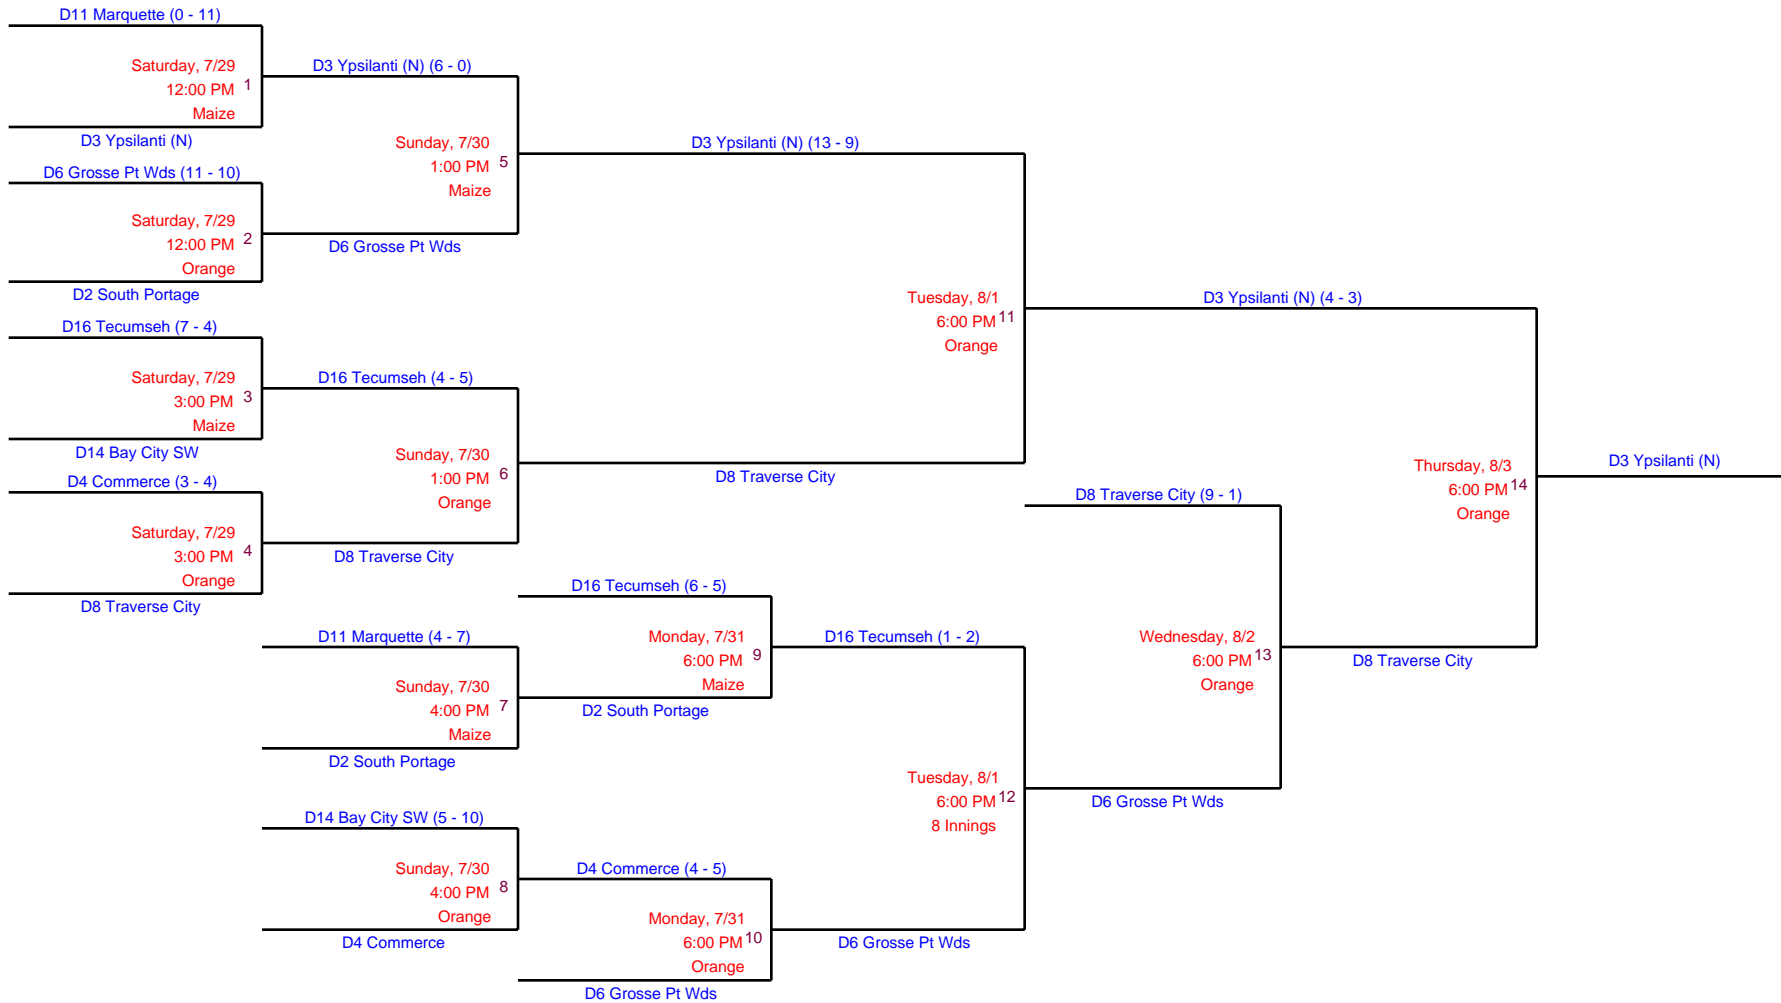 D11 Marquette (0 - 11)
Saturday, 7/29
12:00 PM 1
Maize
D3 Ypsilanti (N)
D6 Grosse Pt Wds (11 - 10)
Saturday, 7/29
12:00 PM 2
Orange
D2 South Portage
D16 Tecumseh (7 - 4)
Saturday, 7/29
3:00 PM 3
Maize
D14 Bay City SW
D4 Commerce (3 - 4)
Saturday, 7/29
3:00 PM 4
Orange
D8 Traverse City
D3 Ypsilanti (N) (6 - 0)
Sunday, 7/30
1:00 PM 5
Maize
D6 Grosse Pt Wds
D16 Tecumseh (4 - 5)
Sunday, 7/30
1:00 PM 6
Orange
D8 Traverse City
D11 Marquette (4 - 7)
Sunday, 7/30
4:00 PM 7
Maize
D2 South Portage
D14 Bay City SW (5 - 10)
Sunday, 7/30
4:00 PM 8
Orange
D4 Commerce
D16 Tecumseh (6 - 5)
Monday, 7/31
6:00 PM 9
Maize
D2 South Portage
D4 Commerce (4 - 5)
Monday, 7/31
6:00 PM 10
Orange
D6 Grosse Pt Wds
D3 Ypsilanti (N) (13 - 9)
Tuesday, 8/1
6:00 PM 11
Orange
D8 Traverse City
D16 Tecumseh (1 - 2)
Tuesday, 8/1
6:00 PM 12
8 Innings
D6 Grosse Pt Wds
D8 Traverse City (9 - 1)
Wednesday, 8/2
6:00 PM 13
Orange
D6 Grosse Pt Wds
D3 Ypsilanti (N) (4 - 3)
Thursday, 8/3
6:00 PM 14
Orange
D8 Traverse City
D3 Ypsilanti (N)